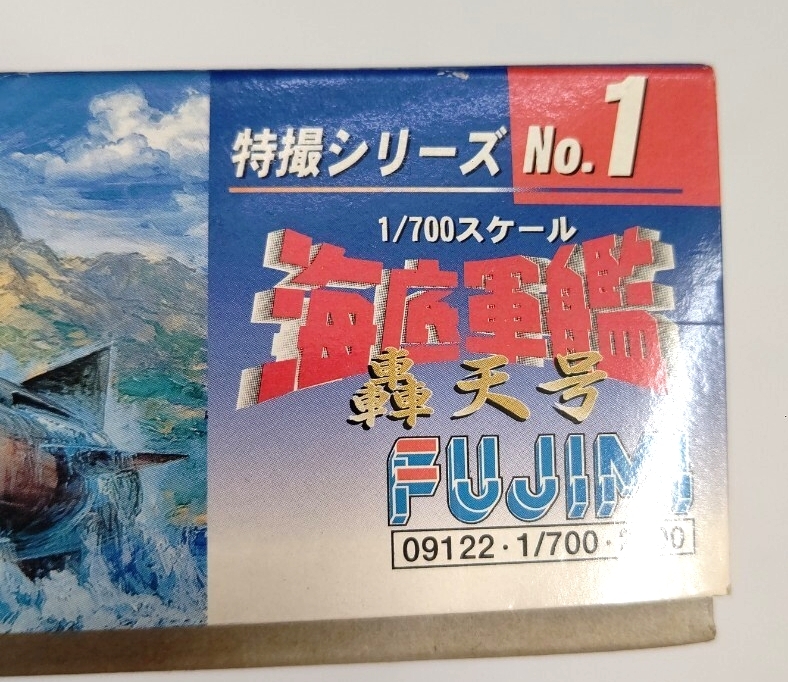 特撮シリーズ No.1
1/700スケール
海底軍艦
轟天号
FUJIMI
09122・1/700・